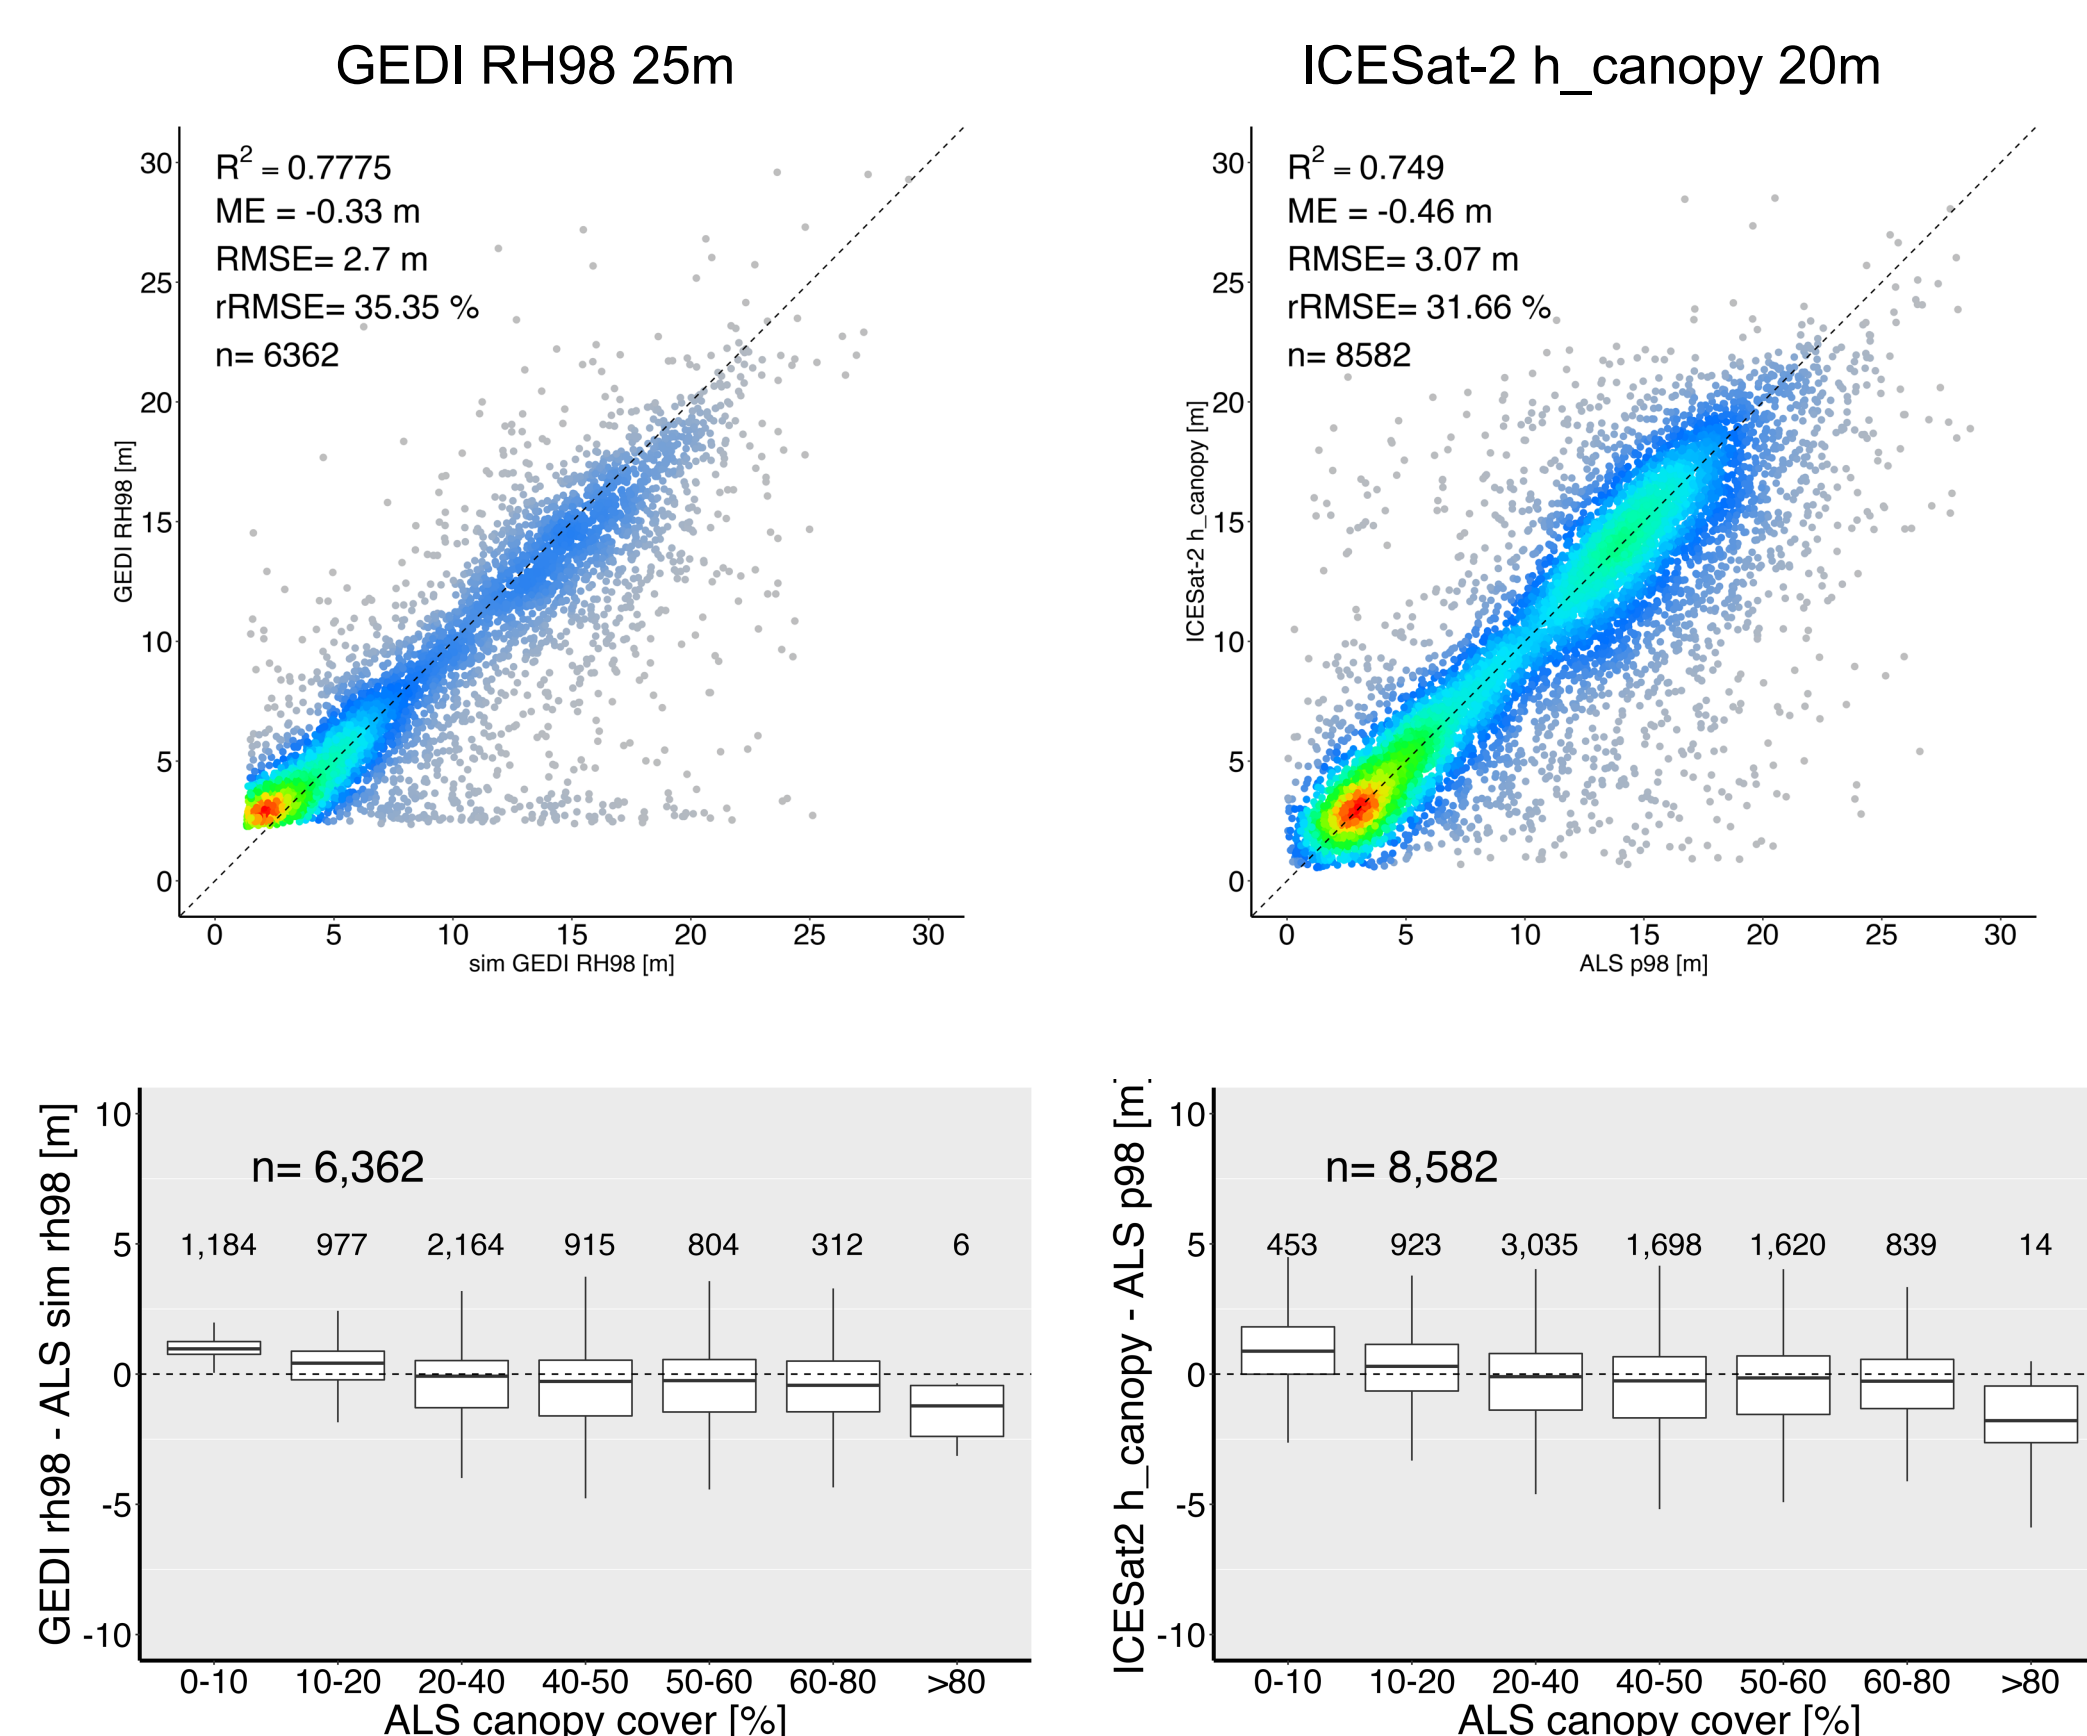 GEDI RH98 25m
R² = 0.7775
ME = -0.33 m
RMSE= 2.7 m
rRMSE= 35.35 %
n= 6362
30
25
20
15
10
5
0
GEDI RH98 [m]
0 5 10 15 20 25 30
sim GEDI RH98 [m]
ICESat-2 h_canopy 20m
R² = 0.749
ME = -0.46 m
RMSE= 3.07 m
rRMSE= 31.66 %
n= 8582
30
25
20
15
10
5
0
ICESat-2 h_canopy [m]
0 5 10 15 20 25 30
ALS p98 [m]
GEDI rh98 - ALS sim rh98 [m]
10
5
0
-5
-10
n= 6,362
1,184 977 2,164 915 804 312 6
0-10 10-20 20-40 40-50 50-60 60-80 >80
ALS canopy cover [%]
ICESat2 h_canopy - ALS p98 [m]
10
5
0
-5
-10
n= 8,582
453 923 3,035 1,698 1,620 839 14
0-10 10-20 20-40 40-50 50-60 60-80 >80
ALS canopy cover [%]